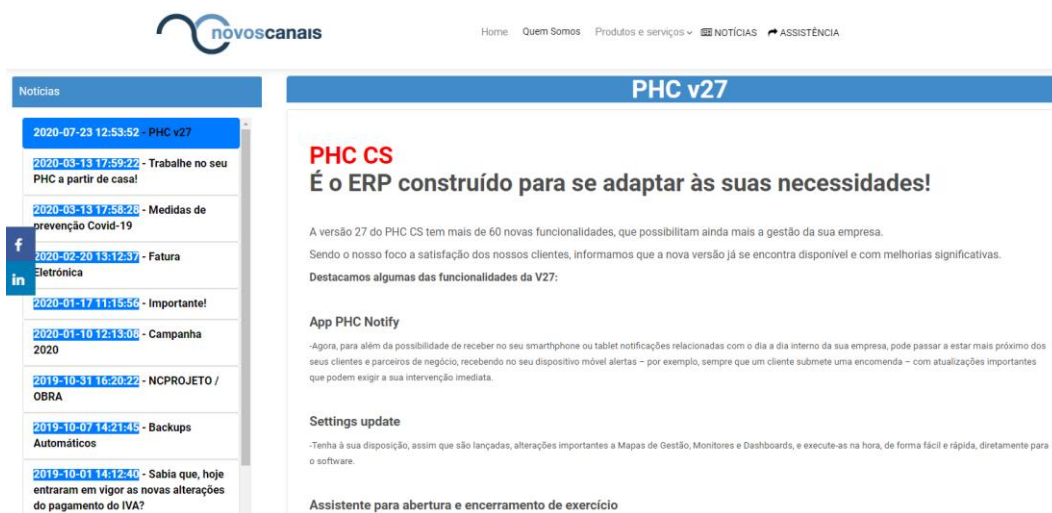 novoscanais
Home Quem Somos Produtos e serviços NOTÍCIAS ASSISTÊNCIA
Notícias
2020-07-23 12:53:52 - PHC v27
2020-03-13 17:59:22 - Trabalhe no seu
PHC a partir de casa!
2020-03-13 17:58:28 - Medidas de
prevenção Covid-19
2020-02-20 13:12:37 - Fatura
Eletrónica
2020-01-17 11:15:56 - Importante!
2020-01-10 12:13:08 - Campanha
2020
2019-10-31 16:20:22 - NCPROJETO /
OBRA
2019-10-07 14:21:45 - Backups
Automáticos
2019-10-01 14:12:40 - Sabia que, hoje
entraram em vigor as novas alterações
do pagamento do IVA?
f
in
PHC v27
PHC CS
É o ERP construído para se adaptar às suas necessidades!
A versão 27 do PHC CS tem mais de 60 novas funcionalidades, que possibilitam ainda mais a gestão da sua empresa.
Sendo o nosso foco a satisfação dos nossos clientes, informamos que a nova versão já se encontra disponível e com melhorias significativas.
Destacamos algumas das funcionalidades da V27:
App PHC Notify
-Agora, para além da possibilidade de receber no seu smarthphone ou tablet notificações relacionadas com o dia a dia interno da sua empresa, pode passar a estar mais próximo dos
seus clientes e parceiros de negócio, recebendo no seu dispositivo móvel alertas – por exemplo, sempre que um cliente submete uma encomenda – com atualizações importantes
que podem exigir a sua intervenção imediata.
Settings update
-Tenha à sua disposição, assim que são lançadas, alterações importantes a Mapas de Gestão, Monitores e Dashboards, e execute-as na hora, de forma fácil e rápida, diretamente para
o software.
Assistente para abertura e encerramento de exercício